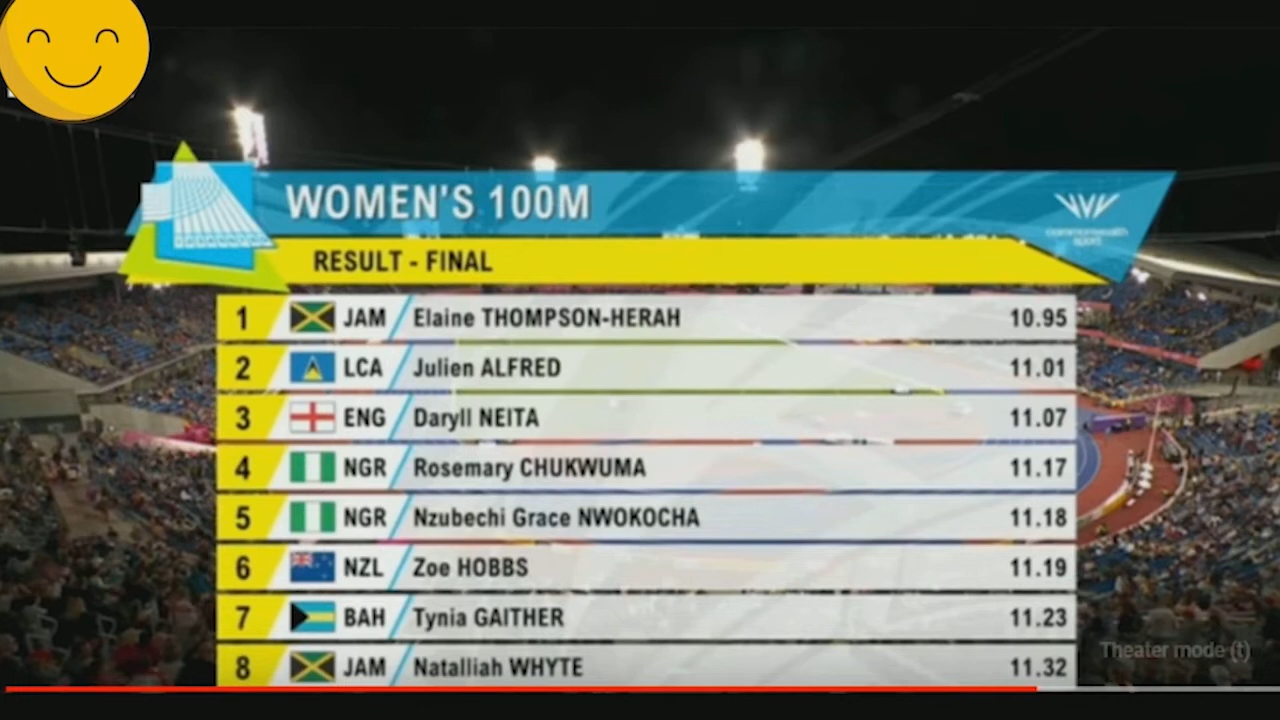 WOMEN'S 100M
commonwealth
sport
RESULT - FINAL
1 JAM Elaine THOMPSON-HERAH 10.95
2 LCA Julien ALFRED 11.01
3 ENG Daryll NEITA 11.07
4 NGR Rosemary CHUKWUMA 11.17
5 NGR Nzubechi Grace NWOKOCHA 11.18
6 NZL Zoe HOBBS 11.19
7 BAH Tynia GAITHER 11.23
8 JAM Natalliah WHYTE 11.32
Theater mode (t)